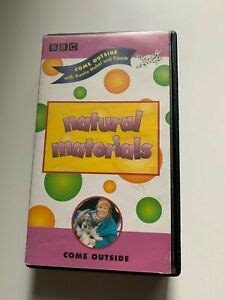 BBC
COME OUTSIDE
with Auntie Mabel and Pippin
natural
materials
COME OUTSIDE